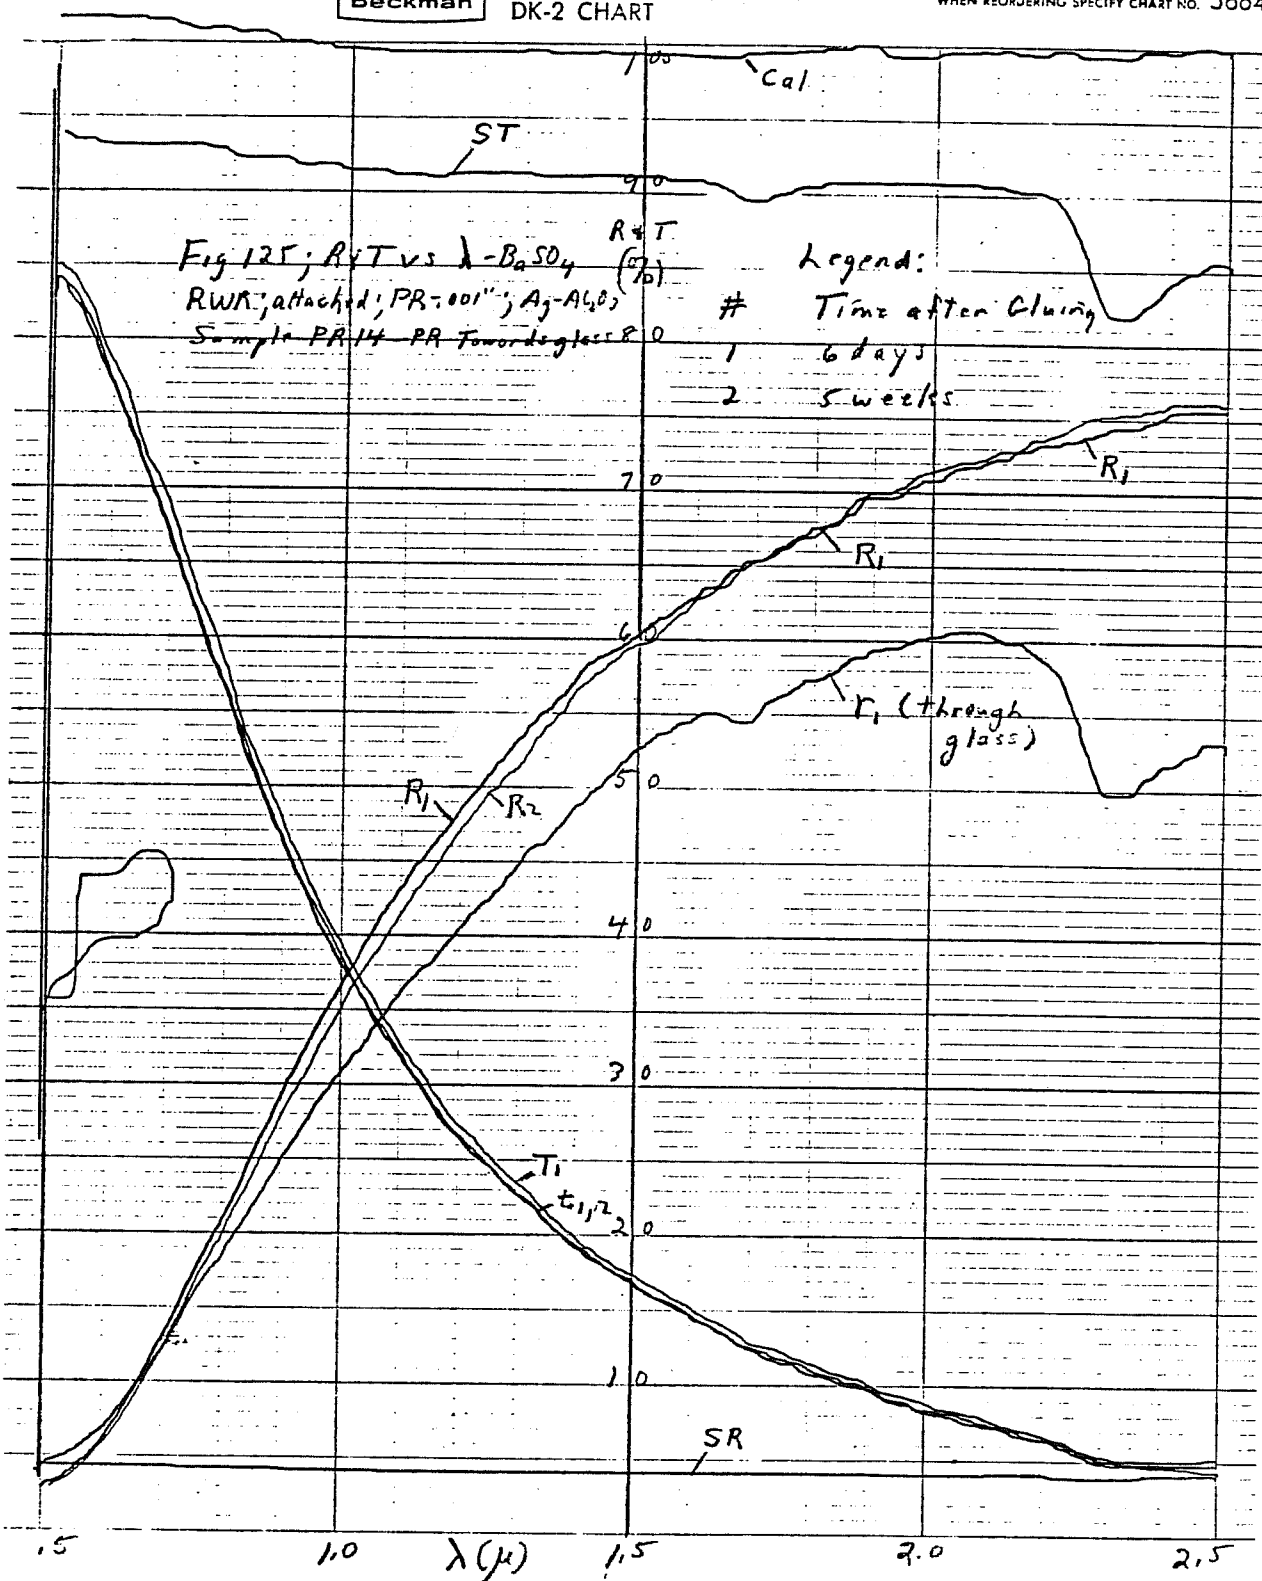 Beckman
DK-2 CHART
WHEN REORDERING SPECIFY CHART NO.
100
Cal
ST
90
R & T
(%)
Fig 125; R & T vs λ - BaSO4
RWR; attached; PR-.001"; Ag-Al2O3
Sample PR 14 - PR Towards glass
80
Legend:
# Time after Gluing
1 6 days
2 5 weeks
70
R1
R1
60
r1 (through
glass)
50
R1
R2
40
30
T1
t1,2
20
10
SR
.5
1.0
λ(μ)
1.5
2.0
2.5